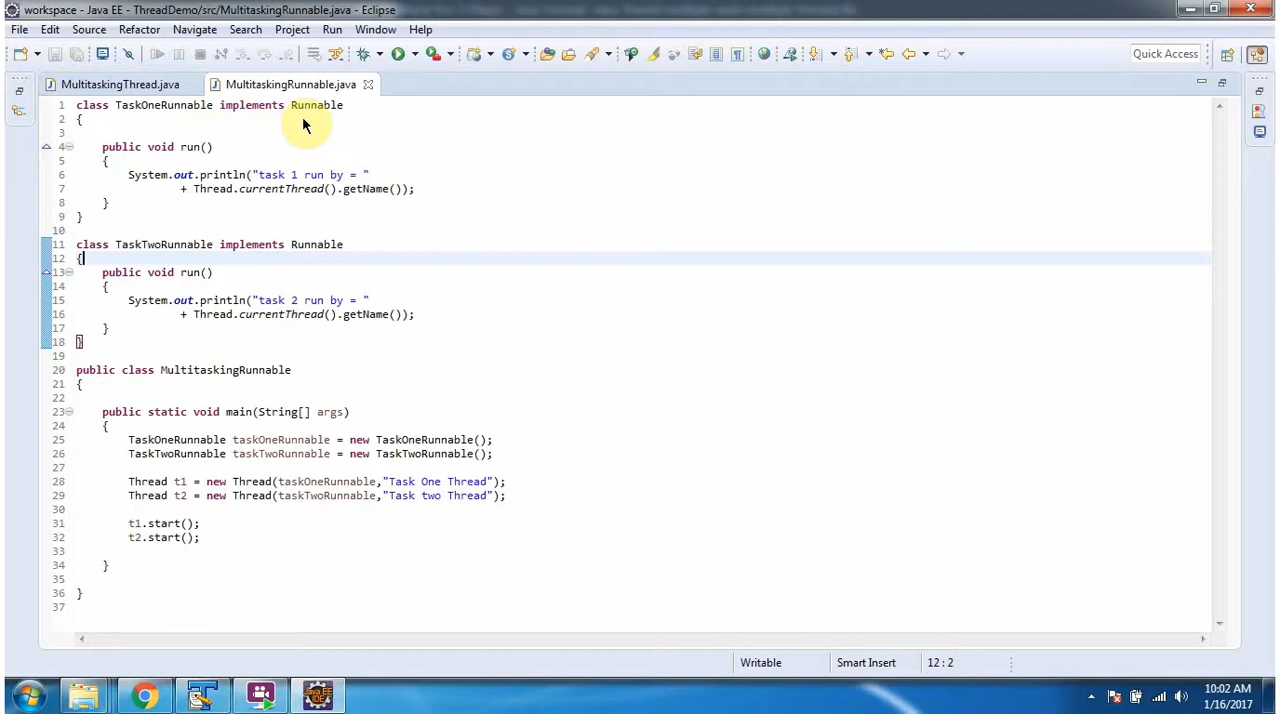 workspace - Java EE - ThreadDemo/src/MultitaskingRunnable.java - Eclipse
File Edit Source Refactor Navigate Search Project Run Window Help
Quick Access
MultitaskingThread.java MultitaskingRunnable.java
1 class TaskOneRunnable implements Runnable
2 {
3
4 public void run()
5 {
6 System.out.println("task 1 run by = "
7 + Thread.currentThread().getName());
8 }
9 }
10
11 class TaskTwoRunnable implements Runnable
12 {
13 public void run()
14 {
15 System.out.println("task 2 run by = "
16 + Thread.currentThread().getName());
17 }
18 }
19
20 public class MultitaskingRunnable
21 {
22
23 public static void main(String[] args)
24 {
25 TaskOneRunnable taskOneRunnable = new TaskOneRunnable();
26 TaskTwoRunnable taskTwoRunnable = new TaskTwoRunnable();
27
28 Thread t1 = new Thread(taskOneRunnable,"Task One Thread");
29 Thread t2 = new Thread(taskTwoRunnable,"Task two Thread");
30
31 t1.start();
32 t2.start();
33
34 }
35
36 }
37
Writable Smart Insert 12 : 2
Java EE
IDE
10:02 AM
1/16/2017